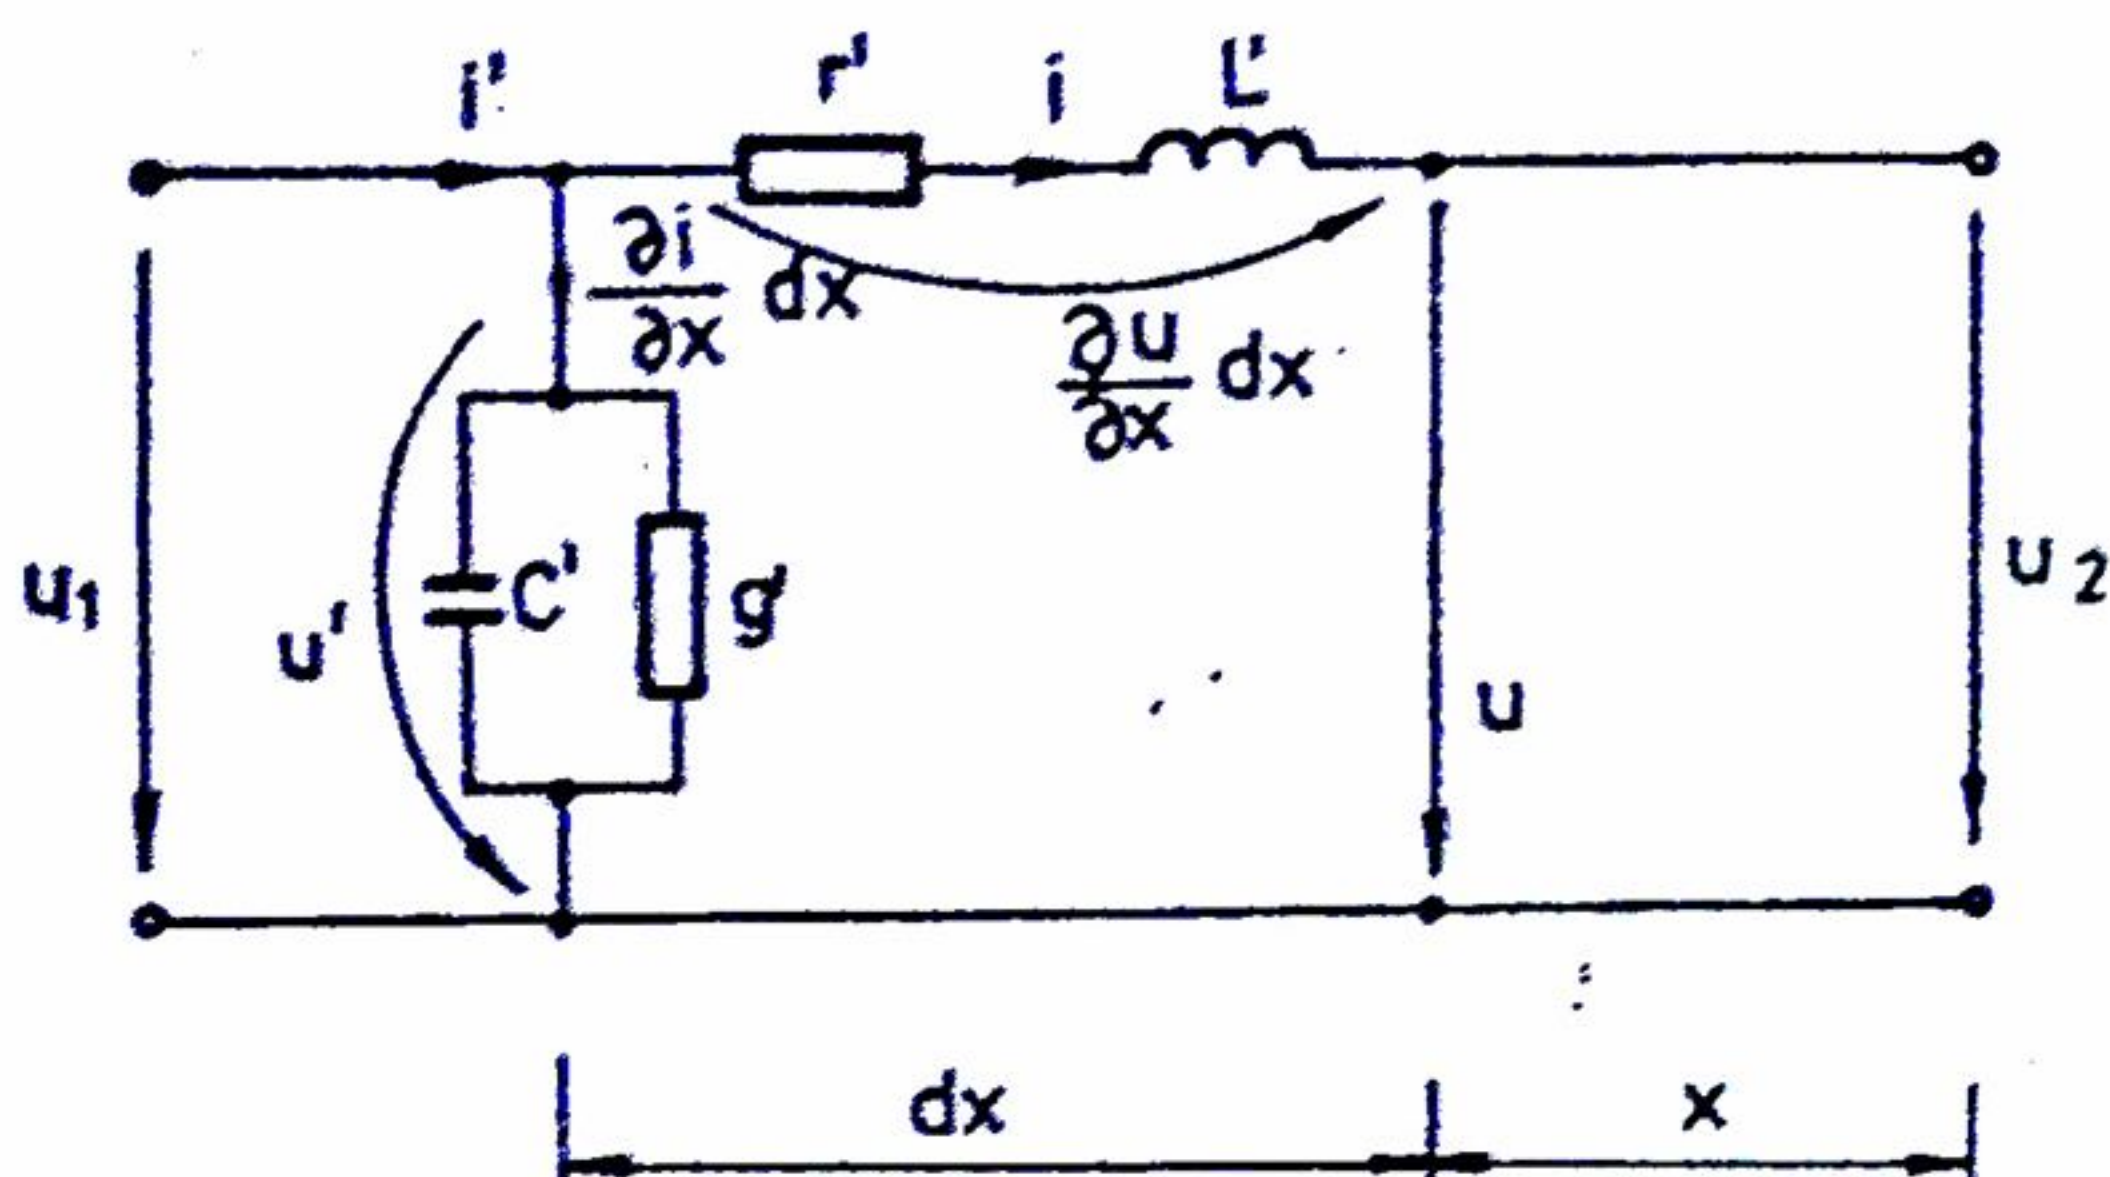 i'
r'
i
L'
∂i/∂x dx
∂u/∂x dx
u₁
u'
C'
g'
u
u₂
dx
x